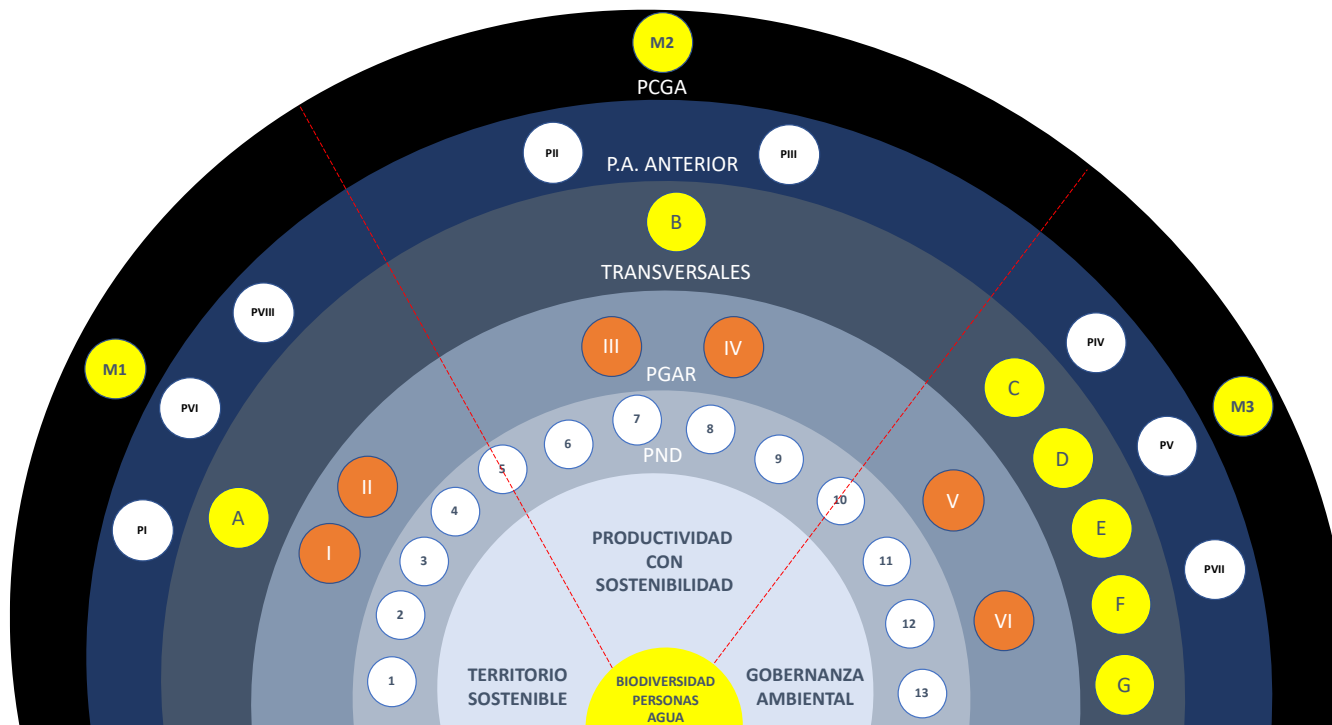 M2
PCGA
PII
PIII
P.A. ANTERIOR
B
TRANSVERSALES
PVIII
PIV
III
IV
M1
PGAR
C
M3
PVI
7
8
6
PND
9
D
PV
5
II
4
10
V
A
E
PI
PRODUCTIVIDAD
CON
SOSTENIBILIDAD
I
3
11
PVII
2
12
VI
F
1
TERRITORIO
SOSTENIBLE
BIODIVERSIDAD
PERSONAS
AGUA
GOBERNANZA
AMBIENTAL
13
G